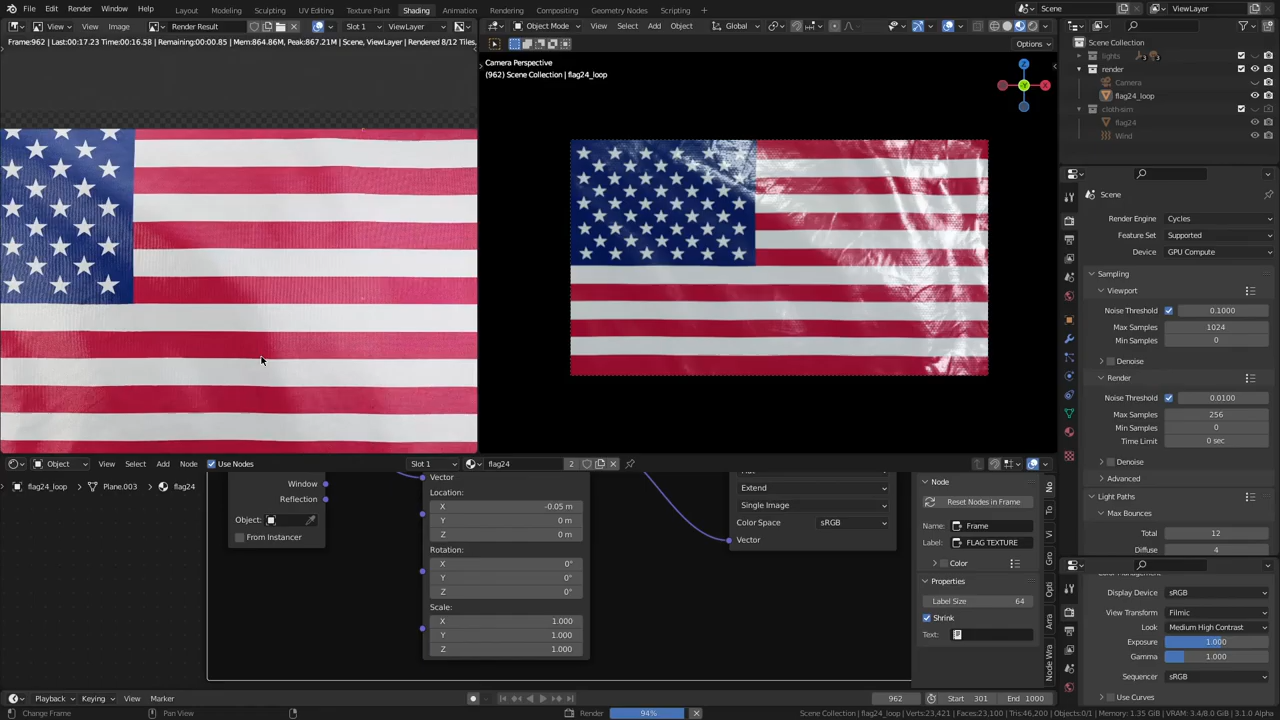 File Edit Render Window Help
Layout Modeling Sculpting UV Editing Texture Paint Shading Animation Rendering Compositing Geometry Nodes Scripting
Scene
ViewLayer
View View Image Render Result
Slot 1 ViewLayer
Frame:962 | Last:00:17.23 Time:00:16.58 | Remaining:00:00.85 | Mem:864.86M, Peak:867.21M | Scene, ViewLayer | Rendered 8/12 Tiles,
Object Mode View Select Add Object Global
Options
Camera Perspective
(962) Scene Collection | flag24_loop
Scene Collection
lights
render
Camera
flag24_loop
cloth-sim
flag24
Wind
Scene
Render Engine Cycles
Feature Set Supported
Device GPU Compute
Sampling
Viewport
Noise Threshold 0.1000
Max Samples 1024
Min Samples 0
Denoise
Render
Noise Threshold 0.0100
Max Samples 256
Min Samples 0
Time Limit 0 sec
Denoise
Advanced
Light Paths
Max Bounces
Total 12
Diffuse 4
Display Device sRGB
View Transform Filmic
Look Medium High Contrast
Exposure 1.000
Gamma 1.000
Sequencer sRGB
Use Curves
Object View Select Add Node Use Nodes Slot 1 flag24 2
flag24_loop Plane.003 flag24
Window
Reflection
Object:
From Instancer
Vector
Location:
X -0.05 m
Y 0 m
Z 0 m
Rotation:
X 0°
Y 0°
Z 0°
Scale:
X 1.000
Y 1.000
Z 1.000
Extend
Single Image
Color Space sRGB
Vector
Node
Reset Nodes in Frame
Name: Frame
Label: FLAG TEXTURE
Color
Properties
Label Size 64
Shrink
Text:
No
To
Vi
Gro
Opti
Arra
Node Wra
Playback Keying View Marker
962 Start 301 End 1000
Change Frame Pan View
Render 94%
Scene Collection | flag24_loop | Verts:23,421 | Faces:23,100 | Tris:46,200 | Objects:0/1 | Memory: 1.35 GiB | VRAM: 3.4/8.0 GiB | 3.1.0 Alpha